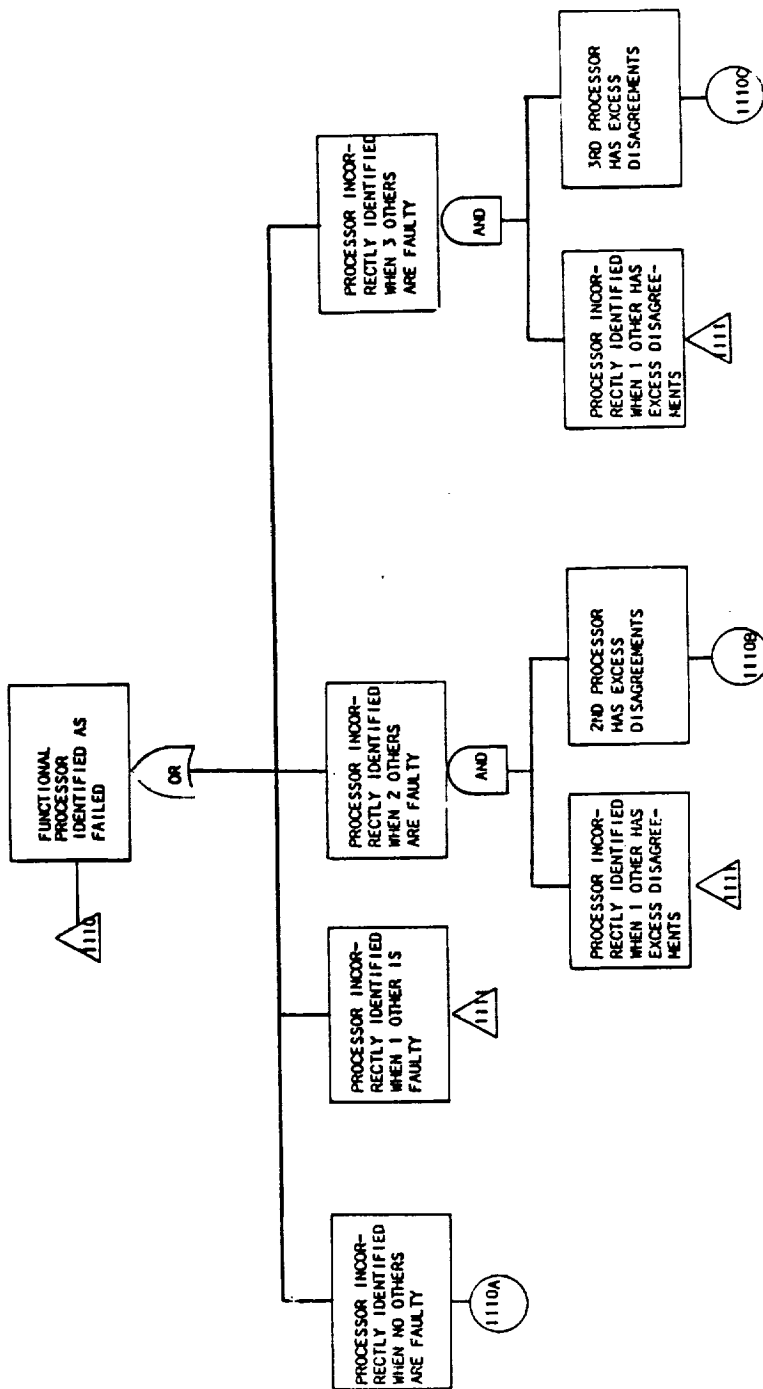 FUNCTIONAL
PROCESSOR
IDENTIFIED AS
FAILED
1110
OR
PROCESSOR INCOR-
RECTLY IDENTIFIED
WHEN NO OTHERS
ARE FAULTY
1110A
PROCESSOR INCOR-
RECTLY IDENTIFIED
WHEN 1 OTHER IS
FAULTY
1111
PROCESSOR INCOR-
RECTLY IDENTIFIED
WHEN 2 OTHERS
ARE FAULTY
AND
PROCESSOR INCOR-
RECTLY IDENTIFIED
WHEN 1 OTHER HAS
EXCESS DISAGREE-
MENTS
1111
2ND PROCESSOR
HAS EXCESS
DISAGREEMENTS
1110B
PROCESSOR INCOR-
RECTLY IDENTIFIED
WHEN 3 OTHERS
ARE FAULTY
AND
PROCESSOR INCOR-
RECTLY IDENTIFIED
WHEN 1 OTHER HAS
EXCESS DISAGREE-
MENTS
1111
3RD PROCESSOR
HAS EXCESS
DISAGREEMENTS
1110C